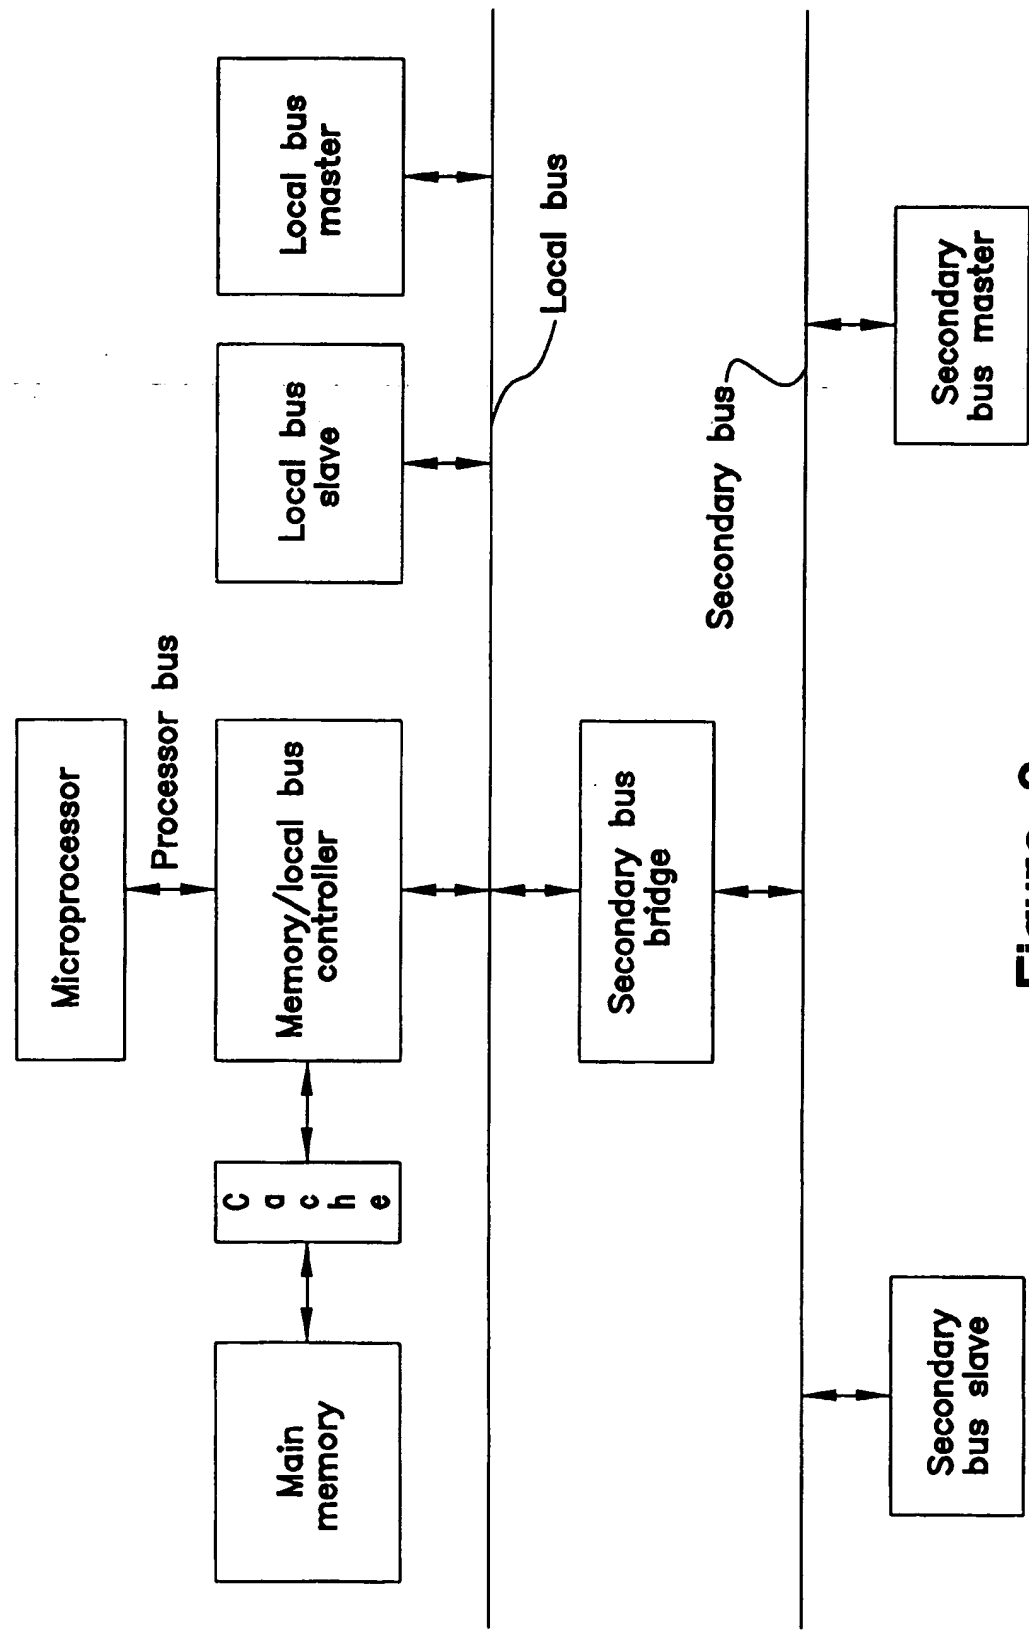 Microprocessor
Processor bus
Main
memory
C
a
c
h
e
Memory/local bus
controller
Local bus
slave
Local bus
master
Local bus
Secondary bus
bridge
Secondary bus
Secondary
bus slave
Secondary
bus master
Figure